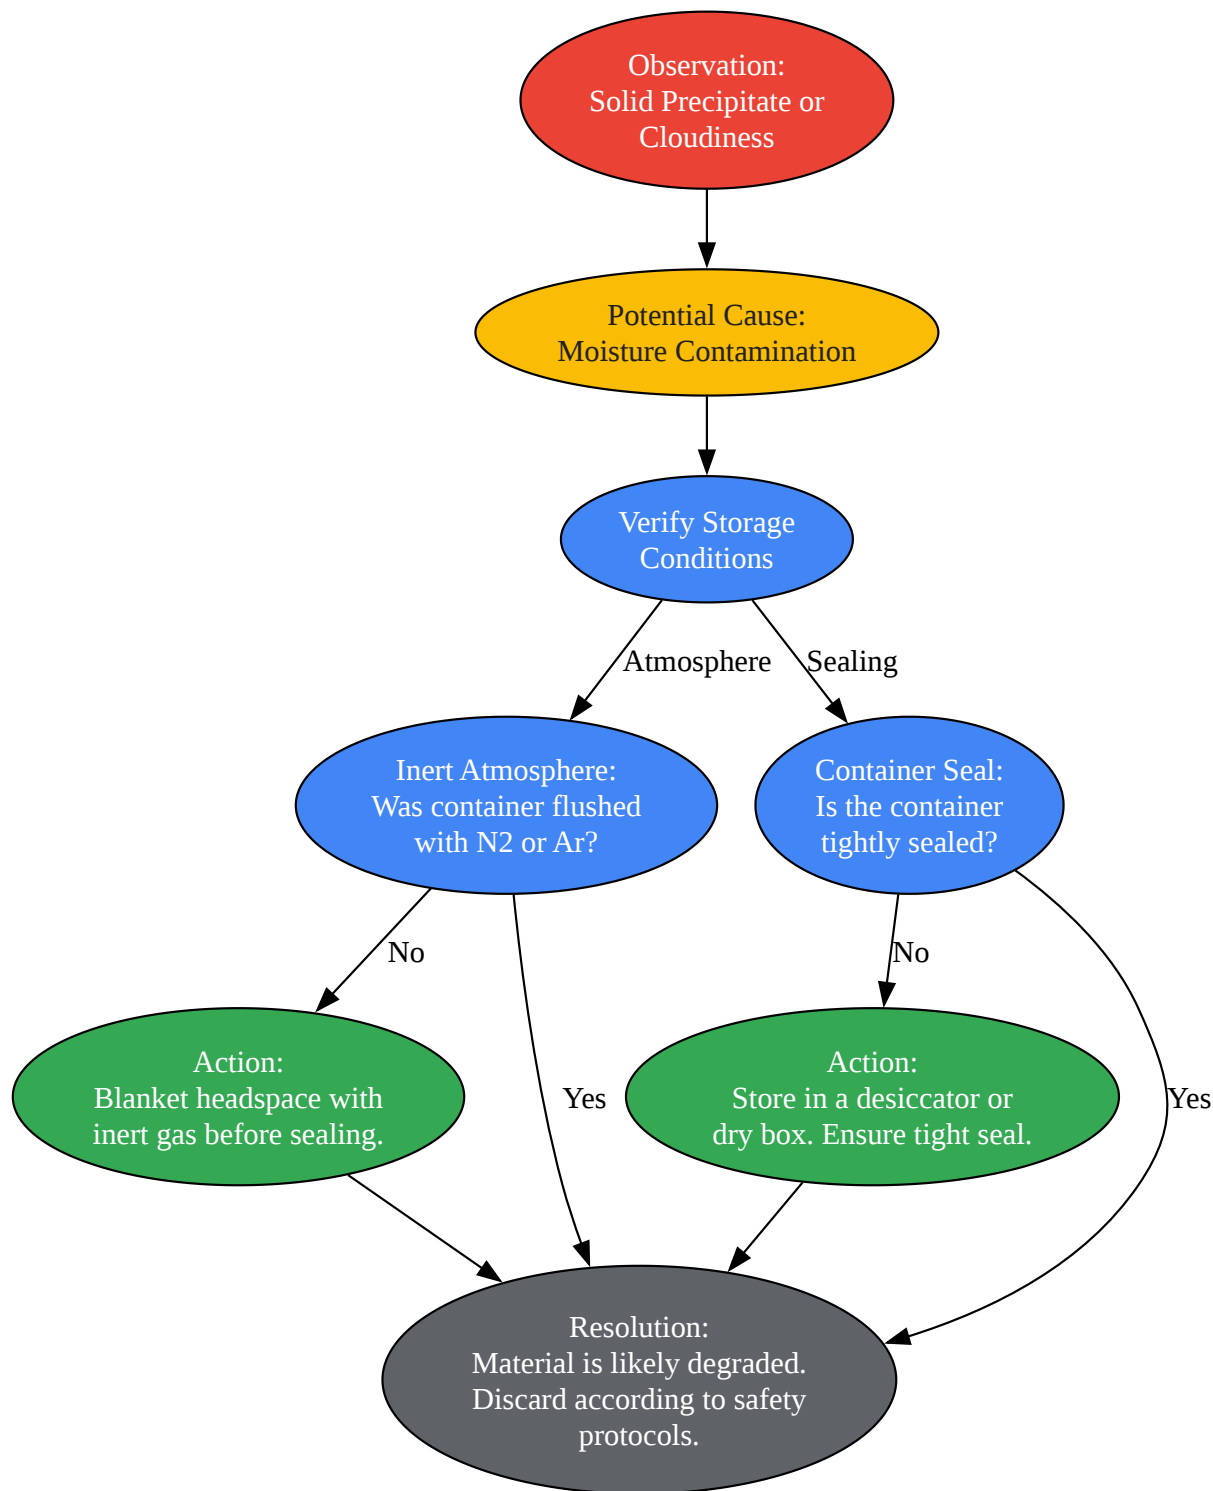 Observation:
Solid Precipitate or
Cloudiness
Potential Cause:
Moisture Contamination
Verify Storage
Conditions
Atmosphere
Sealing
Inert Atmosphere:
Was container flushed
with N2 or Ar?
Container Seal:
Is the container
tightly sealed?
No
No
Action:
Blanket headspace with
inert gas before sealing.
Yes
Action:
Store in a desiccator or
dry box. Ensure tight seal.
Yes
Resolution:
Material is likely degraded.
Discard according to safety
protocols.